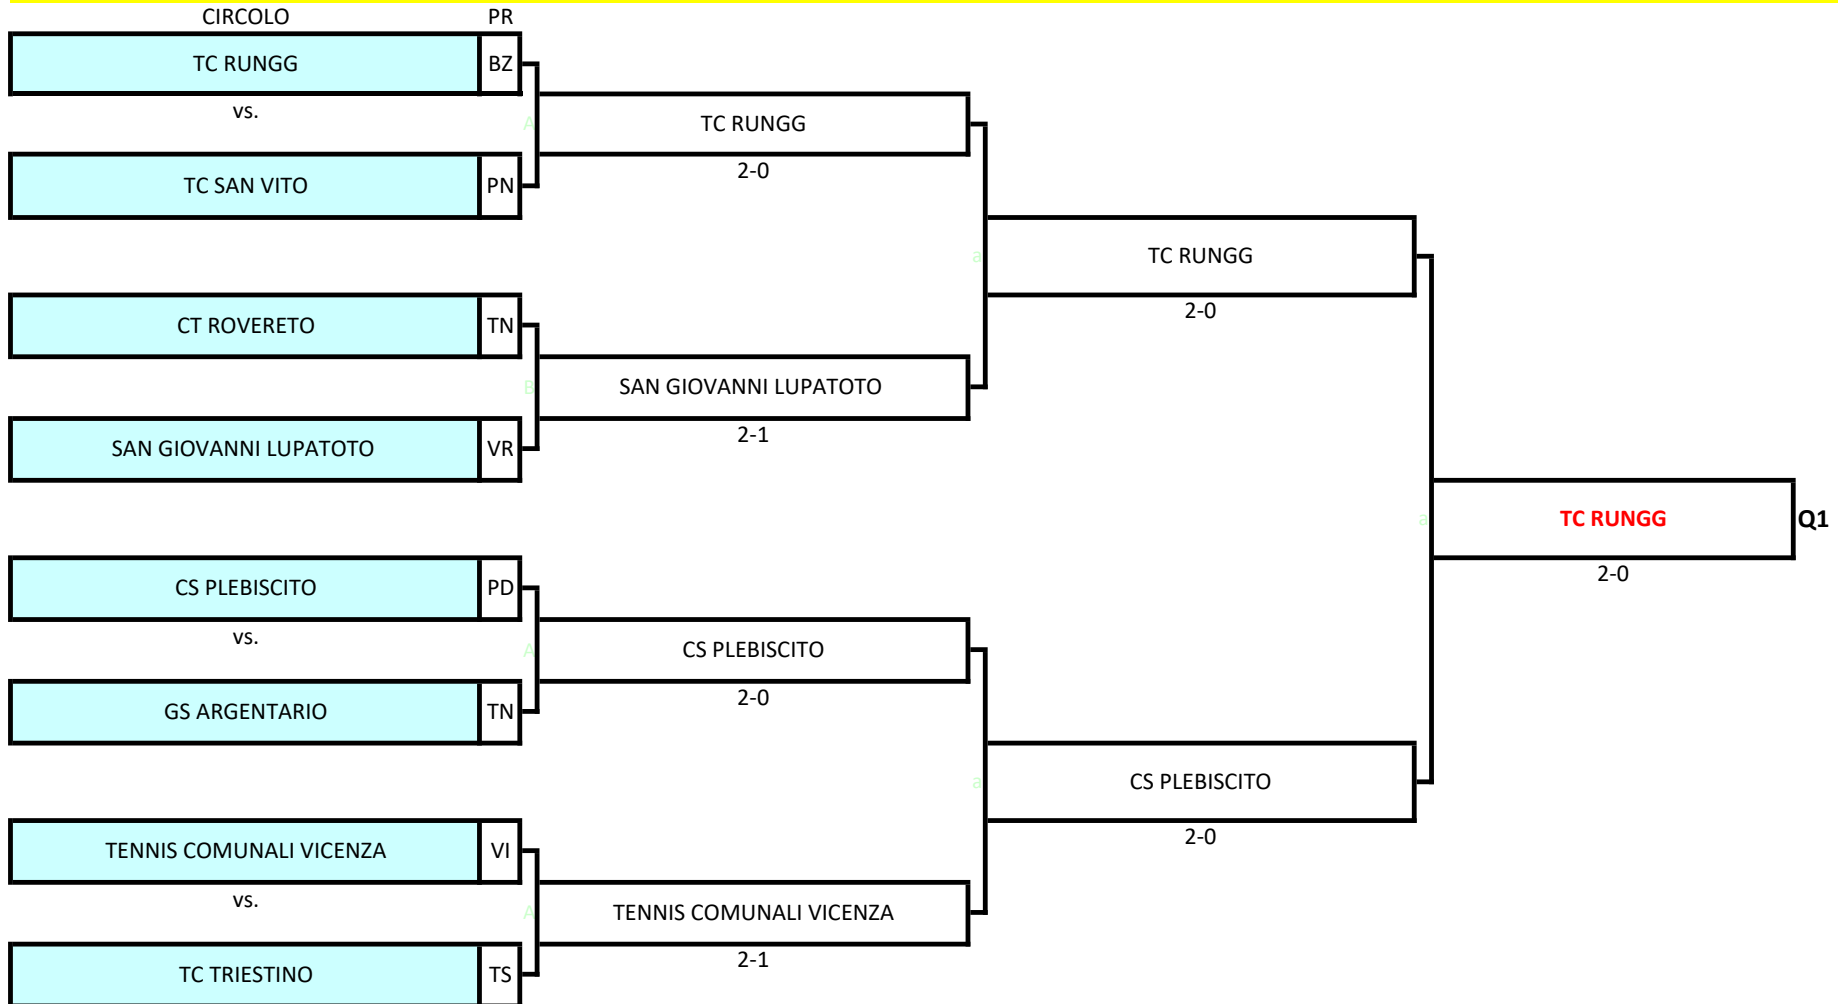 CIRCOLO PR
TC RUNGG BZ
vs.
A TC RUNGG
2-0
TC SAN VITO PN
a TC RUNGG
2-0
CT ROVERETO TN
B SAN GIOVANNI LUPATOTO
2-1
SAN GIOVANNI LUPATOTO VR
a TC RUNGG Q1
2-0
CS PLEBISCITO PD
vs.
A CS PLEBISCITO
2-0
GS ARGENTARIO TN
a CS PLEBISCITO
2-0
TENNIS COMUNALI VICENZA VI
vs.
A TENNIS COMUNALI VICENZA
2-1
TC TRIESTINO TS